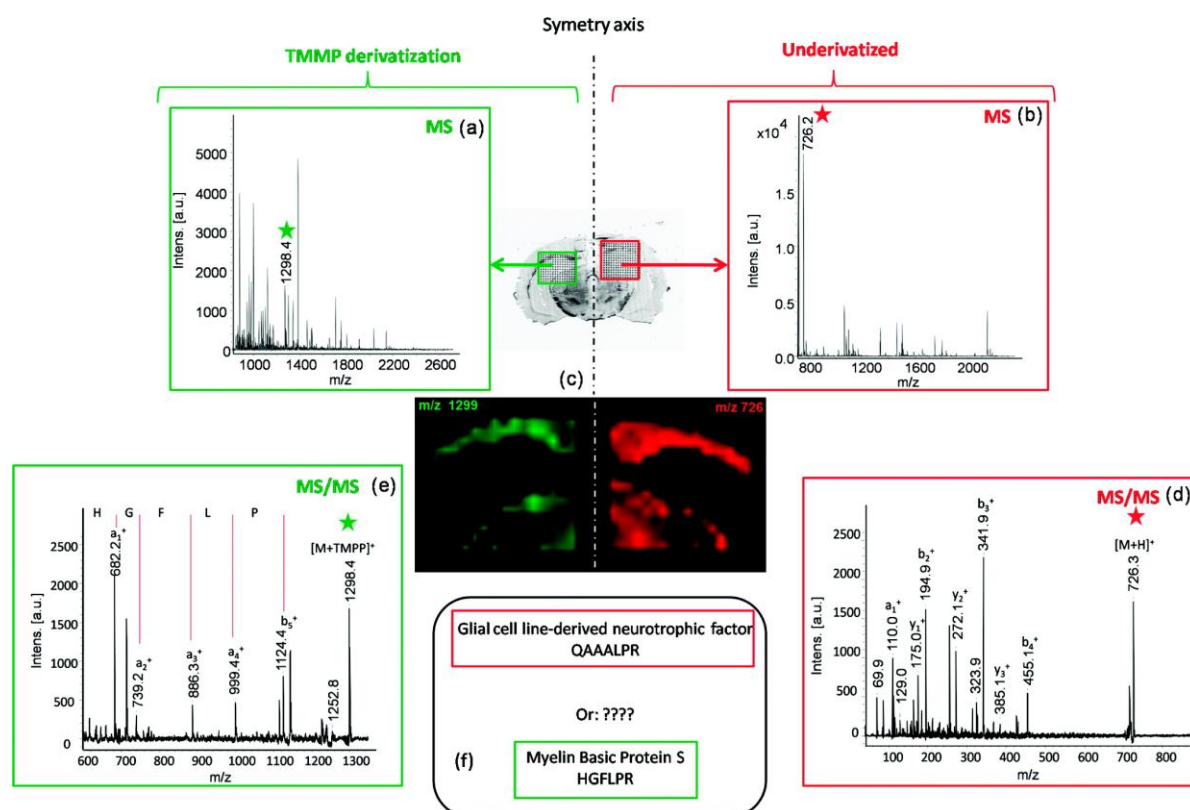 Symetry axis
TMMP derivatization
Underivatized
MS (a)
Intens. [a.u.]
5000
4000
3000
2000
1000
0
1298.4
1000 1400 1800 2200 2600
m/z
MS (b)
x10⁴
Intens. [a.u.]
1.5
1.0
0.5
0.0
726.2
800 1200 1600 2000
m/z
(c)
m/z 1299
m/z 726
MS/MS (e)
H G F L P
[M+TMPP]⁺
Intens. [a.u.]
2500
2000
1500
1000
500
0
a₁⁺
682.2
a₂⁺
739.2
a₃⁺
886.3
a₄⁺
999.4
b₅⁺
1124.4
1252.8
1298.4
600 700 800 900 1000 1100 1200 1300
m/z
MS/MS (d)
[M+H]⁺
Intens. [a.u.]
2500
2000
1500
1000
500
0
69.9
a₁⁺
110.0
129.0
y₁⁺
175.0
b₂⁺
194.9
y₂⁺
272.1
323.9
b₃⁺
341.9
y₃⁺
385.1
b₄⁺
455.1
726.3
100 200 300 400 500 600 700 800
m/z
Glial cell line-derived neurotrophic factor
QAAALPR
Or: ????
(f)
Myelin Basic Protein S
HGFLPR